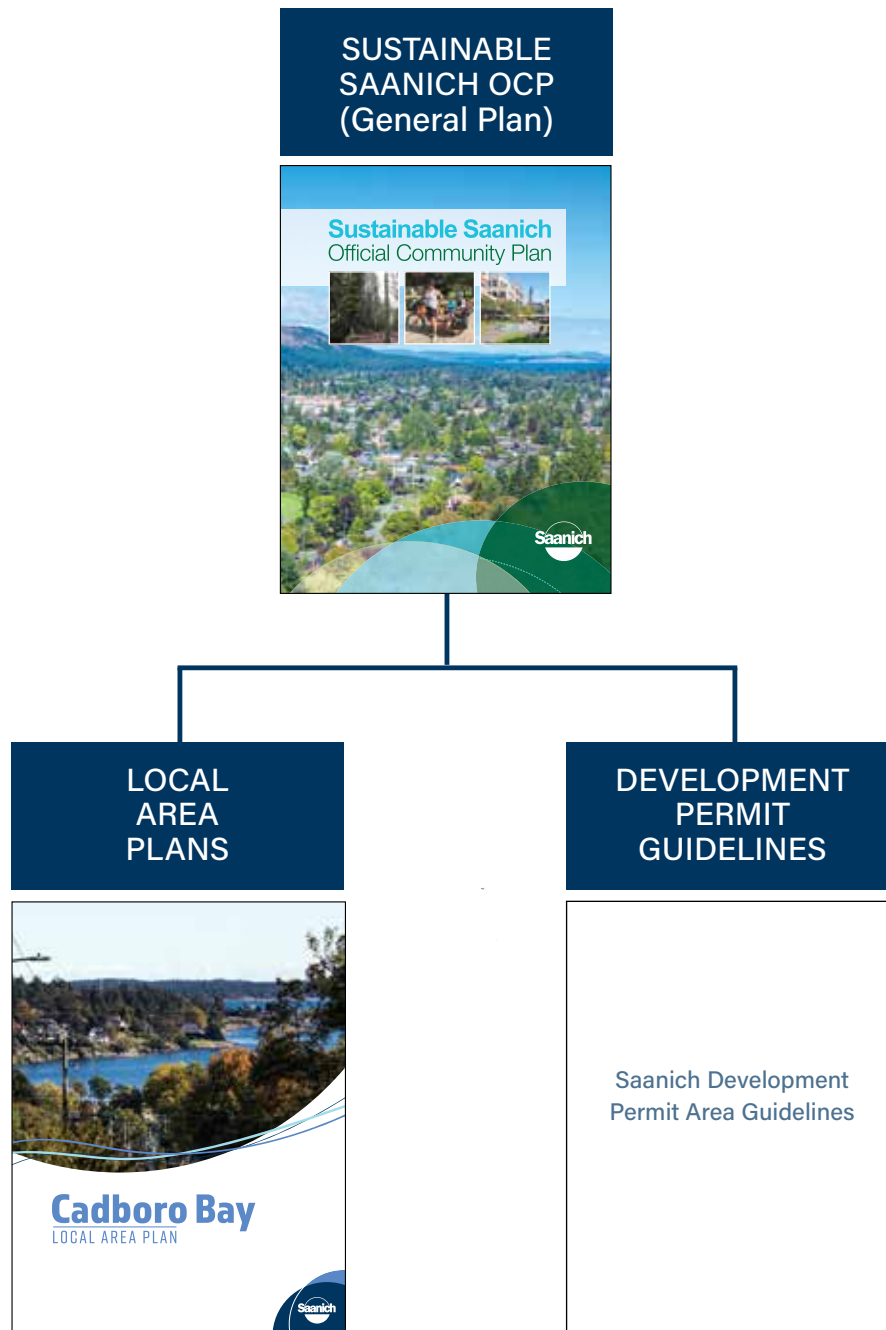 SUSTAINABLE
SAANICH OCP
(General Plan)
Sustainable Saanich
Official Community Plan
Saanich
LOCAL
AREA
PLANS
Cadboro Bay
LOCAL AREA PLAN
Saanich
DEVELOPMENT
PERMIT
GUIDELINES
Saanich Development
Permit Area Guidelines